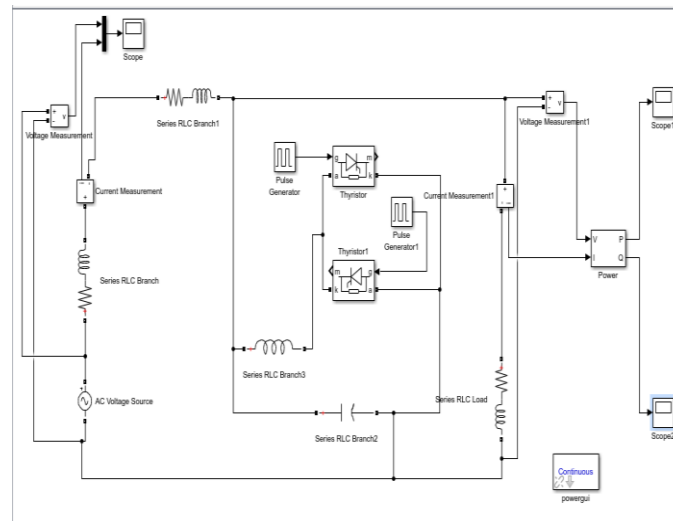 Scope
Series RLC Branch1
Voltage Measurement
+
-
v
Voltage Measurement1
+
-
v
Scope1
Pulse
Generator
g
m
a
k
Thyristor
Current Measurement
Current Measurement1
Pulse
Generator1
Thyristor1
m
g
k
a
V
P
I
Q
Power
Series RLC Branch
Series RLC Branch3
AC Voltage Source
Series RLC Load
Series RLC Branch2
Scope2
Continuous
powergui